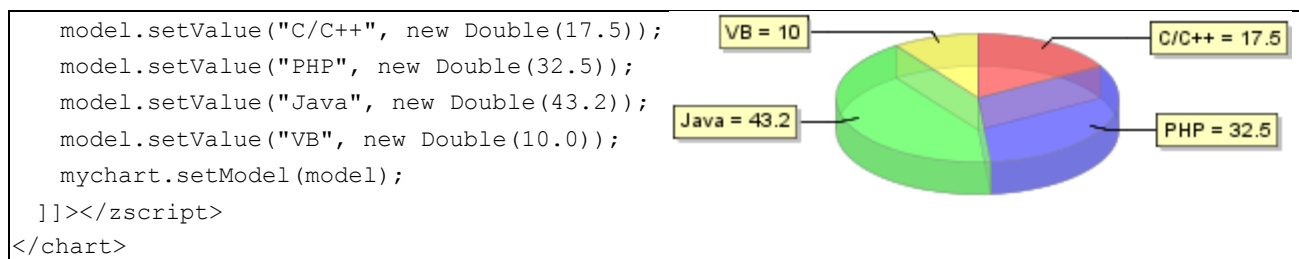 model.setValue("C/C++", new Double(17.5));
model.setValue("PHP", new Double(32.5));
model.setValue("Java", new Double(43.2));
model.setValue("VB", new Double(10.0));
mychart.setModel(model);
]]></zscript>
</chart>
VB = 10
C/C++ = 17.5
Java = 43.2
PHP = 32.5